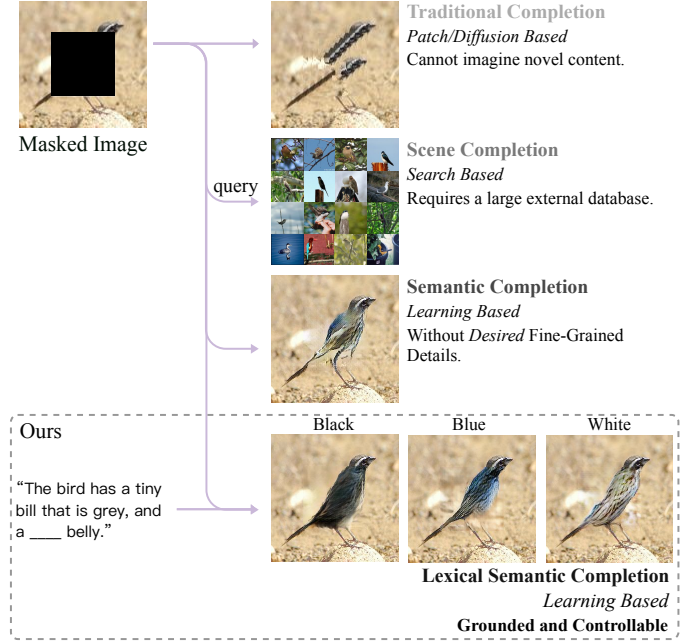 Masked Image
Traditional Completion
Patch/Diffusion Based
Cannot imagine novel content.
query
Scene Completion
Search Based
Requires a large external database.
Semantic Completion
Learning Based
Without Desired Fine-Grained
Details.
Ours
“The bird has a tiny
bill that is grey, and
a ____ belly.”
Black Blue White
Lexical Semantic Completion
Learning Based
Grounded and Controllable